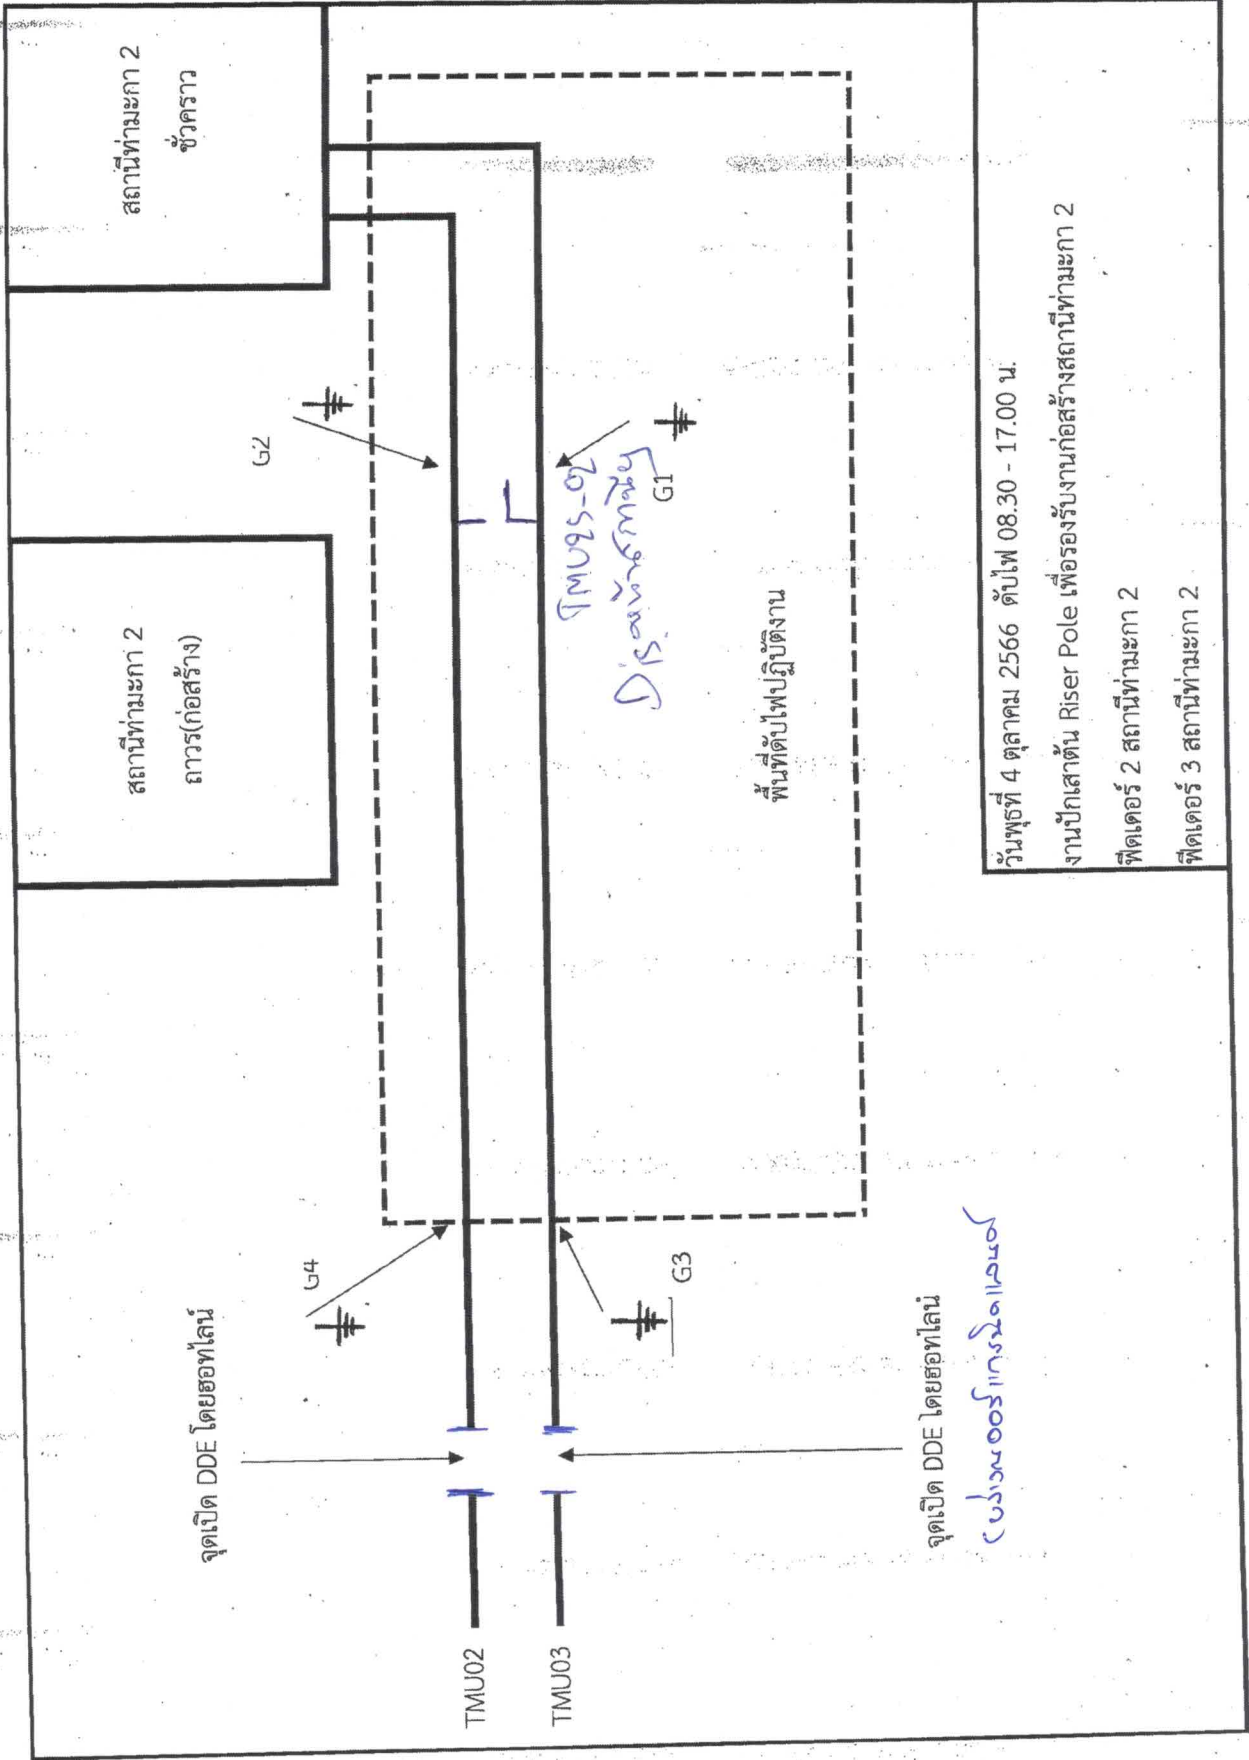 สถานีท่ามะกา 2
ถาวร(ก่อสร้าง)
สถานีท่ามะกา 2
ชั่วคราว
จุดเปิด DDE โดยฮอทไลน์
G4
G2
TMU02
TMU03
TMU2S-02
G3
G1
พื้นที่ดับไฟปฏิบัติงาน
จุดเปิด DDE โดยฮอทไลน์
วันพุธที่ 4 ตุลาคม 2566 ดับไฟ 08.30 - 17.00 น.
งานปักเสาต้น Riser Pole เพื่อรองรับงานก่อสร้างสถานีท่ามะกา 2
ฟีดเดอร์ 2 สถานีท่ามะกา 2
ฟีดเดอร์ 3 สถานีท่ามะกา 2